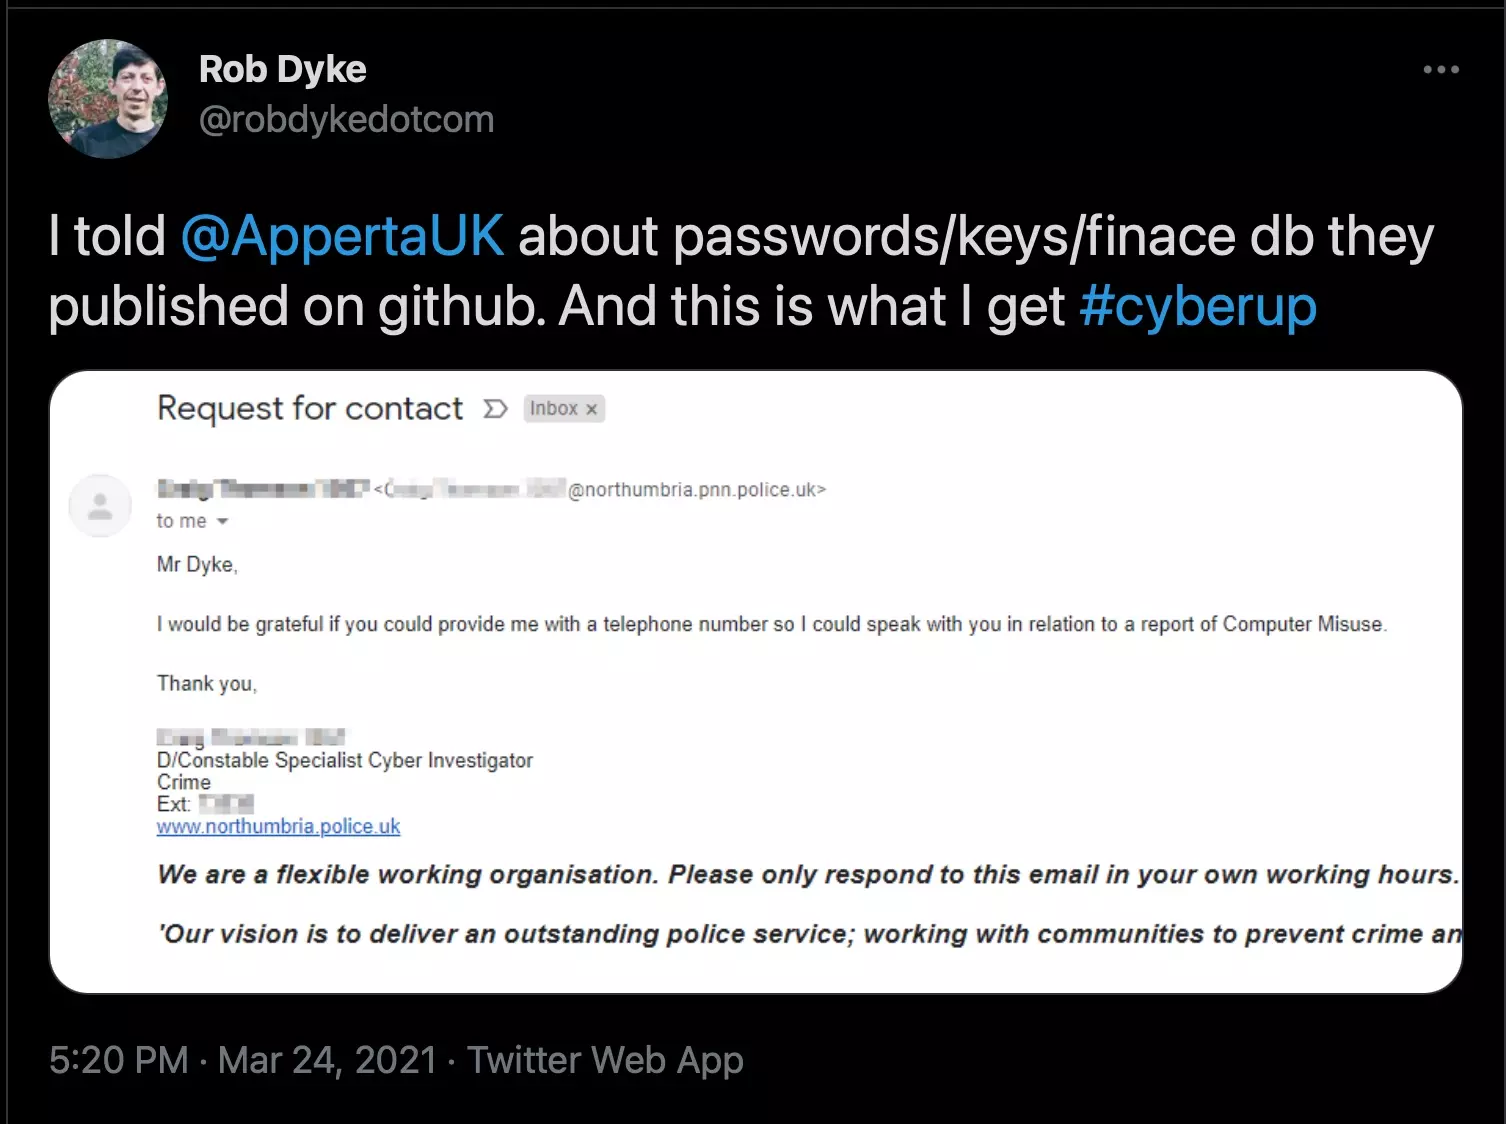 Rob Dyke
@robdykedotcom
I told @AppertaUK about passwords/keys/finace db they
published on github. And this is what I get #cyberup
Request for contact Inbox x
@northumbria.pnn.police.uk>
to me
Mr Dyke,
I would be grateful if you could provide me with a telephone number so I could speak with you in relation to a report of Computer Misuse.
Thank you,
D/Constable Specialist Cyber Investigator
Crime
Ext:
www.northumbria.police.uk
We are a flexible working organisation. Please only respond to this email in your own working hours.
'Our vision is to deliver an outstanding police service; working with communities to prevent crime an
5:20 PM · Mar 24, 2021 · Twitter Web App